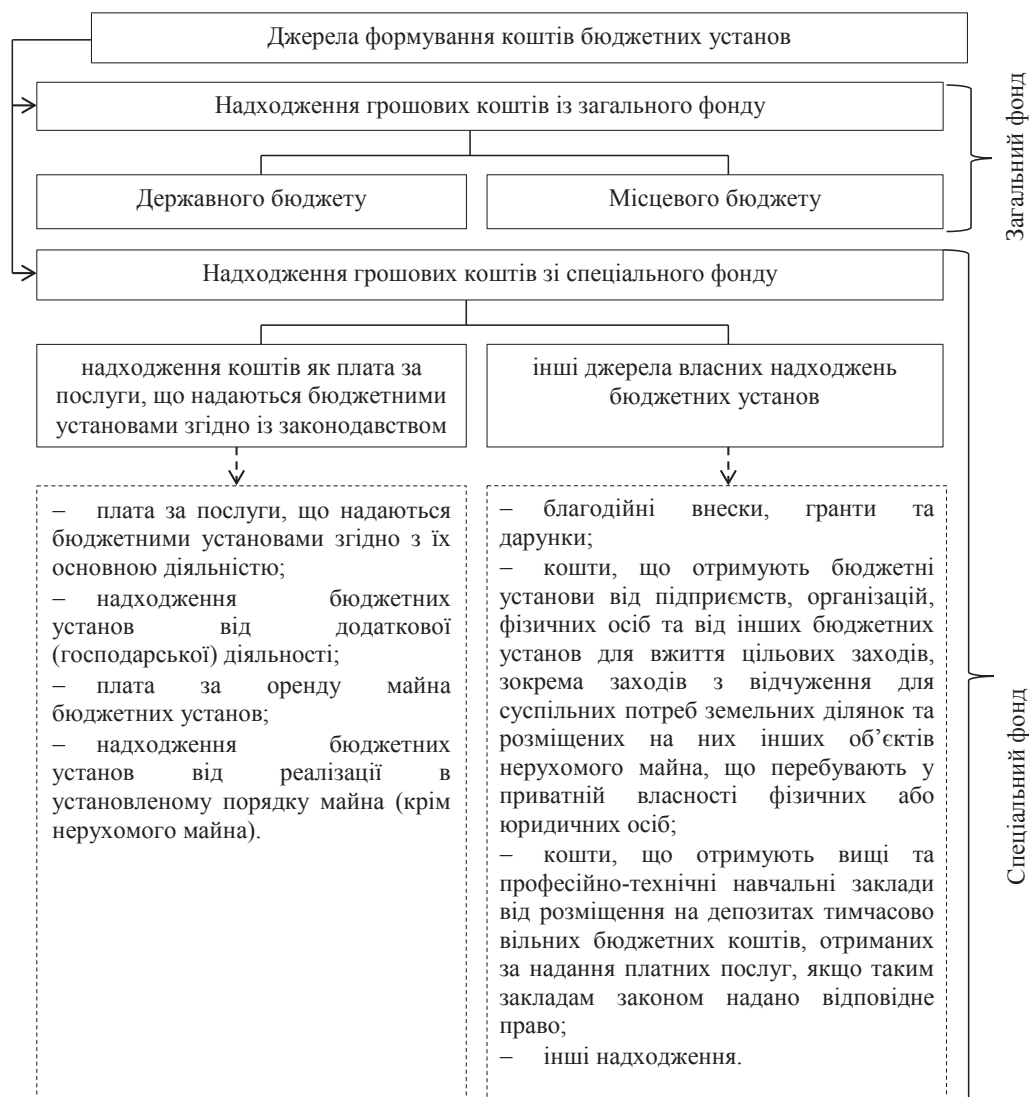 Джерела формування коштів бюджетних установ
Надходження грошових коштів із загального фонду
Державного бюджету
Місцевого бюджету
Загальний фонд
Надходження грошових коштів зі спеціального фонду
надходження коштів як плата за
послуги, що надаються бюджетними
установами згідно із законодавством
інші джерела власних надходжень
бюджетних установ
– плата за послуги, що надаються
бюджетними установами згідно з їх
основною діяльністю;
– надходження бюджетних
установ від додаткової
(господарської) діяльності;
– плата за оренду майна
бюджетних установ;
– надходження бюджетних
установ від реалізації в
установленому порядку майна (крім
нерухомого майна).
– благодійні внески, гранти та
дарунки;
– кошти, що отримують бюджетні
установи від підприємств, організацій,
фізичних осіб та від інших бюджетних
установ для вжиття цільових заходів,
зокрема заходів з відчуження для
суспільних потреб земельних ділянок та
розміщених на них інших об’єктів
нерухомого майна, що перебувають у
приватній власності фізичних або
юридичних осіб;
– кошти, що отримують вищі та
професійно-технічні навчальні заклади
від розміщення на депозитах тимчасово
вільних бюджетних коштів, отриманих
за надання платних послуг, якщо таким
закладам законом надано відповідне
право;
– інші надходження.
Спеціальний фонд